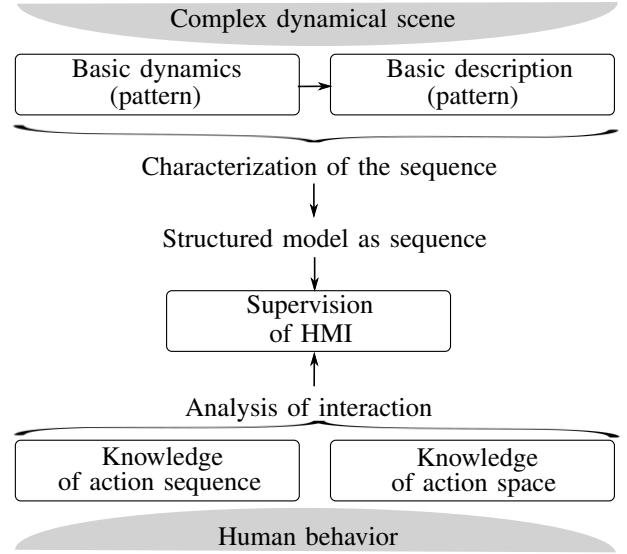 Complex dynamical scene
Basic dynamics
(pattern)
Basic description
(pattern)
Characterization of the sequence
Structured model as sequence
Supervision
of HMI
Analysis of interaction
Knowledge
of action sequence
Knowledge
of action space
Human behavior